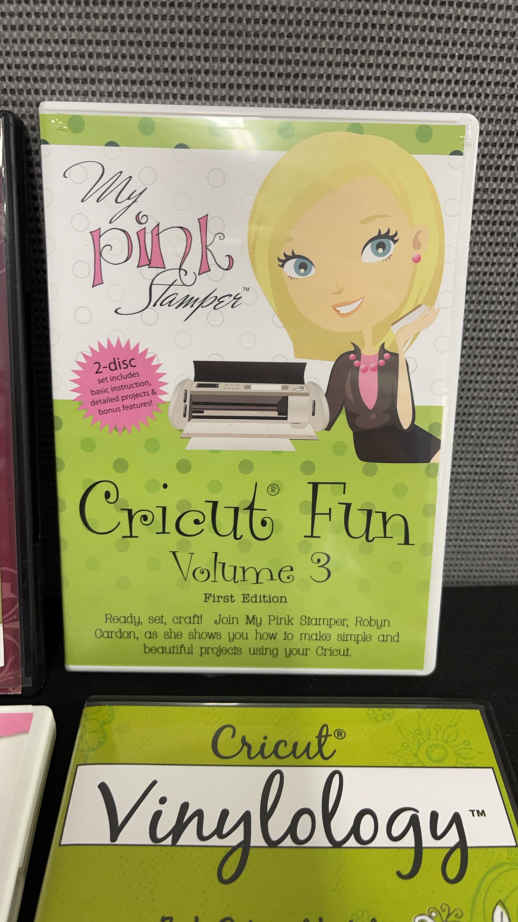 My
pink
Stamper™
2-disc
set includes
basic instruction,
detailed projects &
bonus features!
Cricut® Fun
Volume 3
First Edition
Ready, set, craft! Join My Pink Stamper, Robyn
Cardon, as she shows you how to make simple and
beautiful projects using your Cricut.
Cricut®
Vinylology™